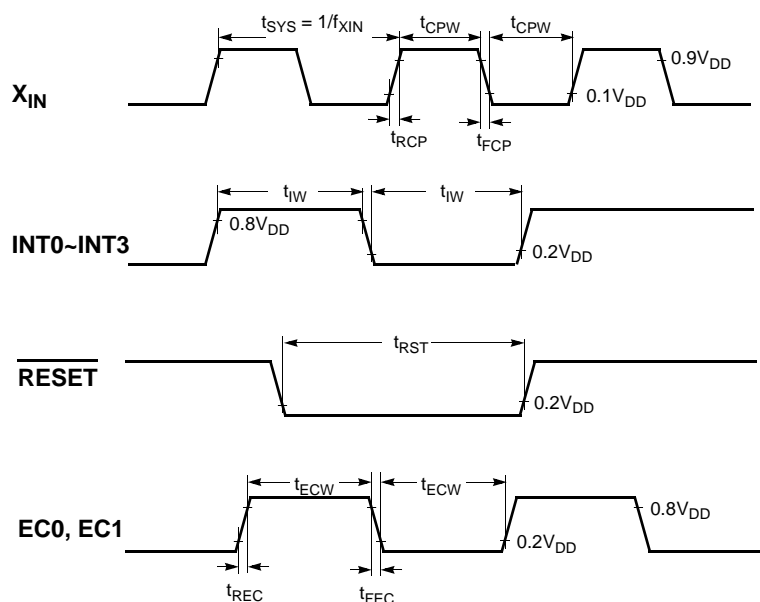 tSYS = 1/fXIN tCPW tCPW
XIN
0.9VDD
0.1VDD
tRCP tFCP
tIW tIW
0.8VDD
INT0~INT3
0.2VDD
tRST
RESET
0.2VDD
tECW tECW
EC0, EC1
0.8VDD
0.2VDD
tREC tFEC